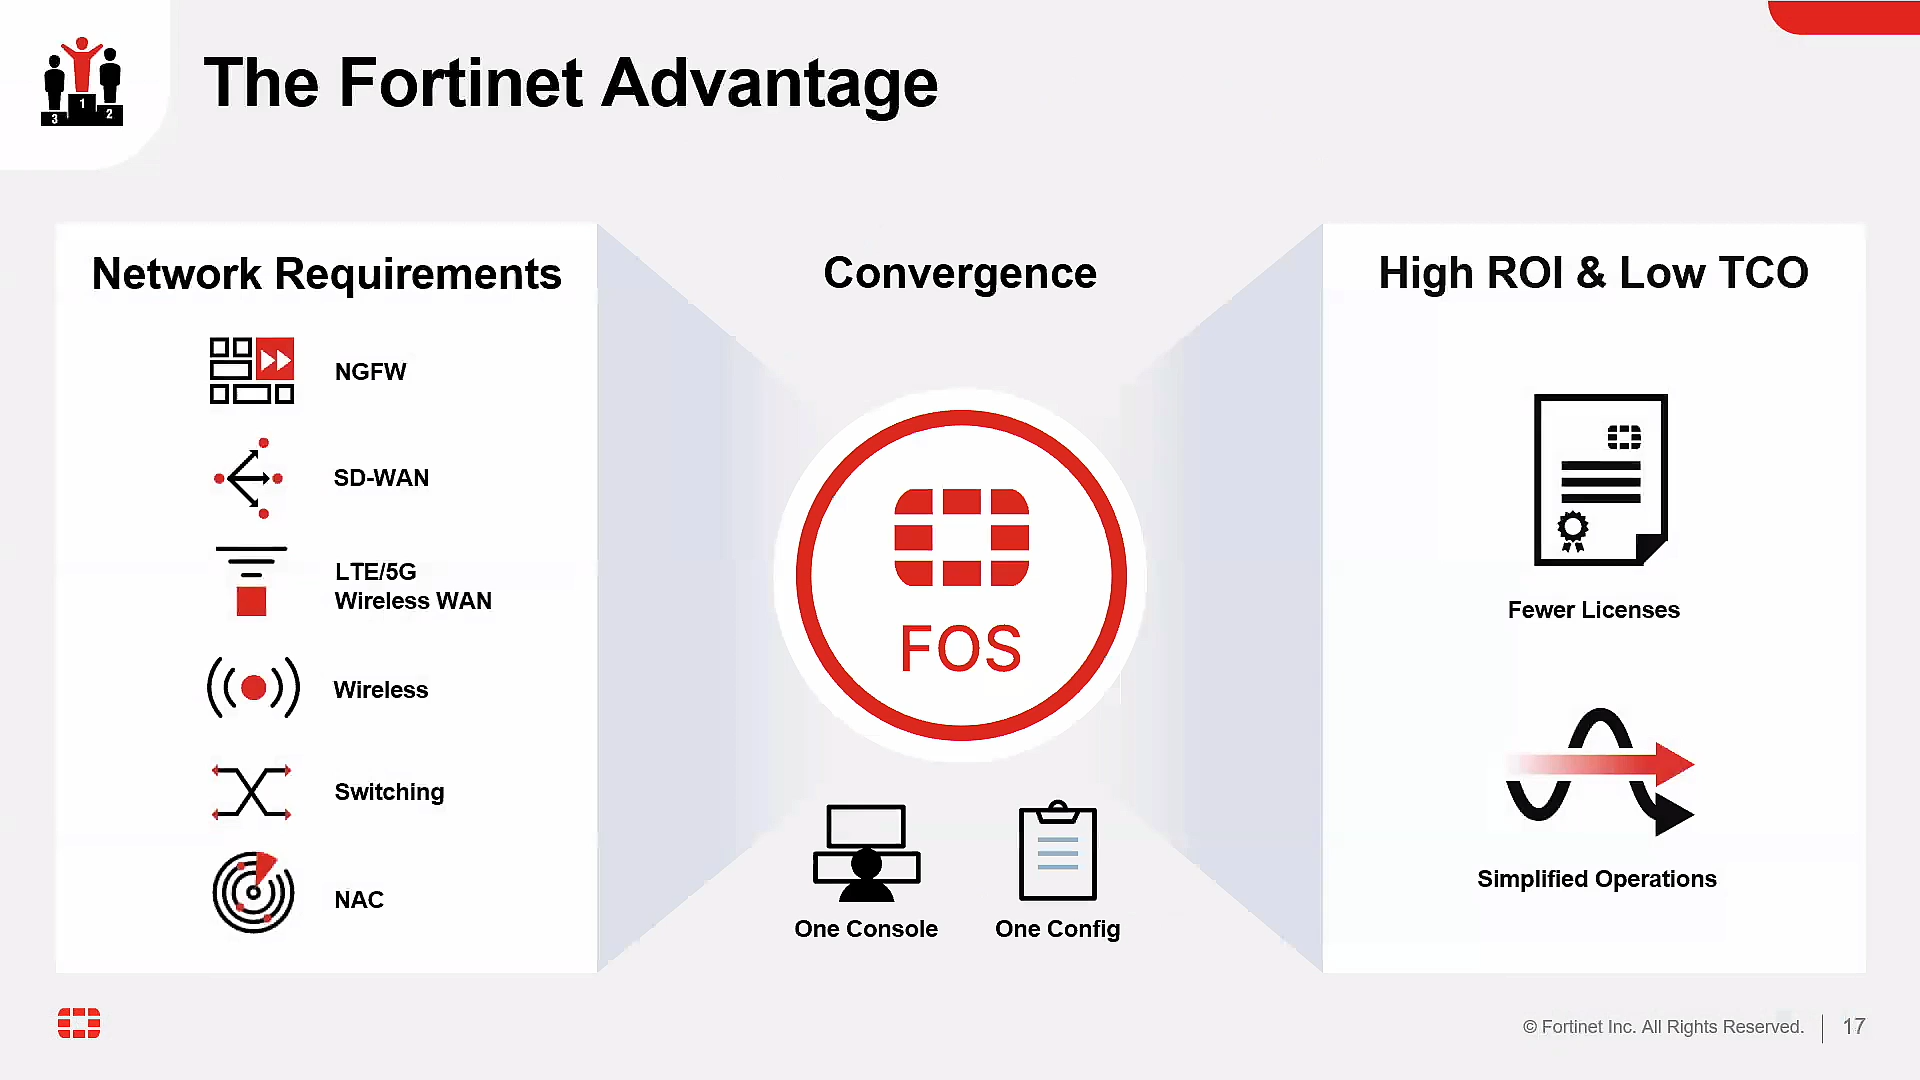 The Fortinet Advantage
3
1
2
Network Requirements
NGFW
SD-WAN
LTE/5G
Wireless WAN
Wireless
Switching
NAC
Convergence
FOS
One Console
One Config
High ROI & Low TCO
Fewer Licenses
Simplified Operations
© Fortinet Inc. All Rights Reserved.
17